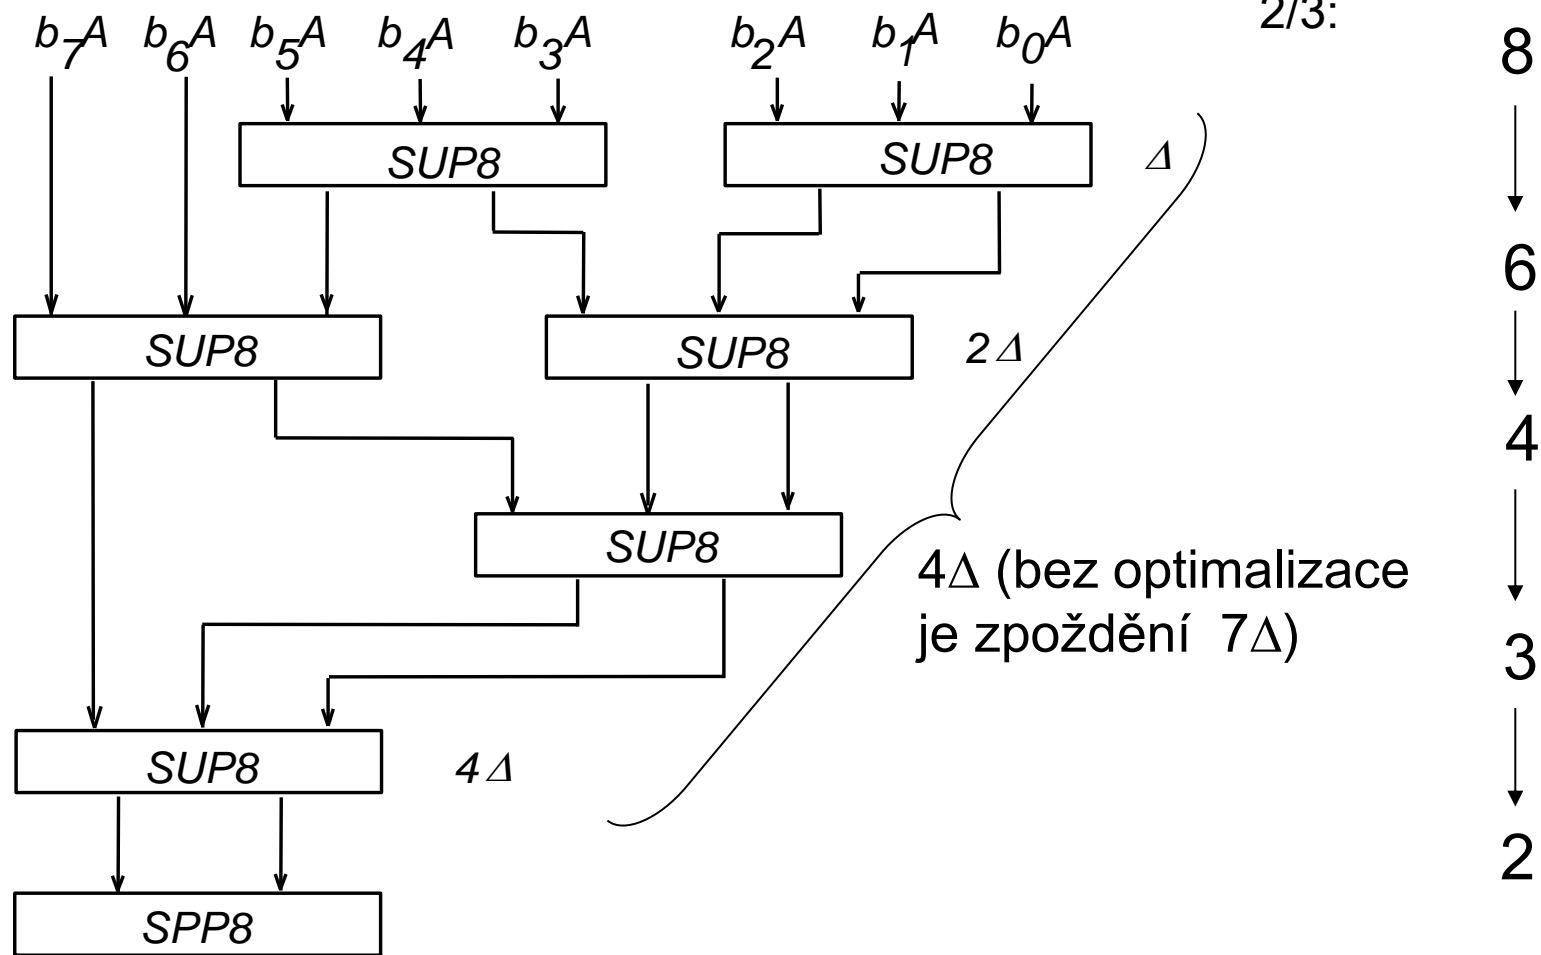 2/3:
b7A b6A b5A b4A b3A b2A b1A b0A
8
SUP8 SUP8 Δ
6
SUP8 SUP8 2Δ
4
SUP8
4Δ (bez optimalizace
je zpoždění 7Δ)
3
SUP8 4Δ
2
SPP8